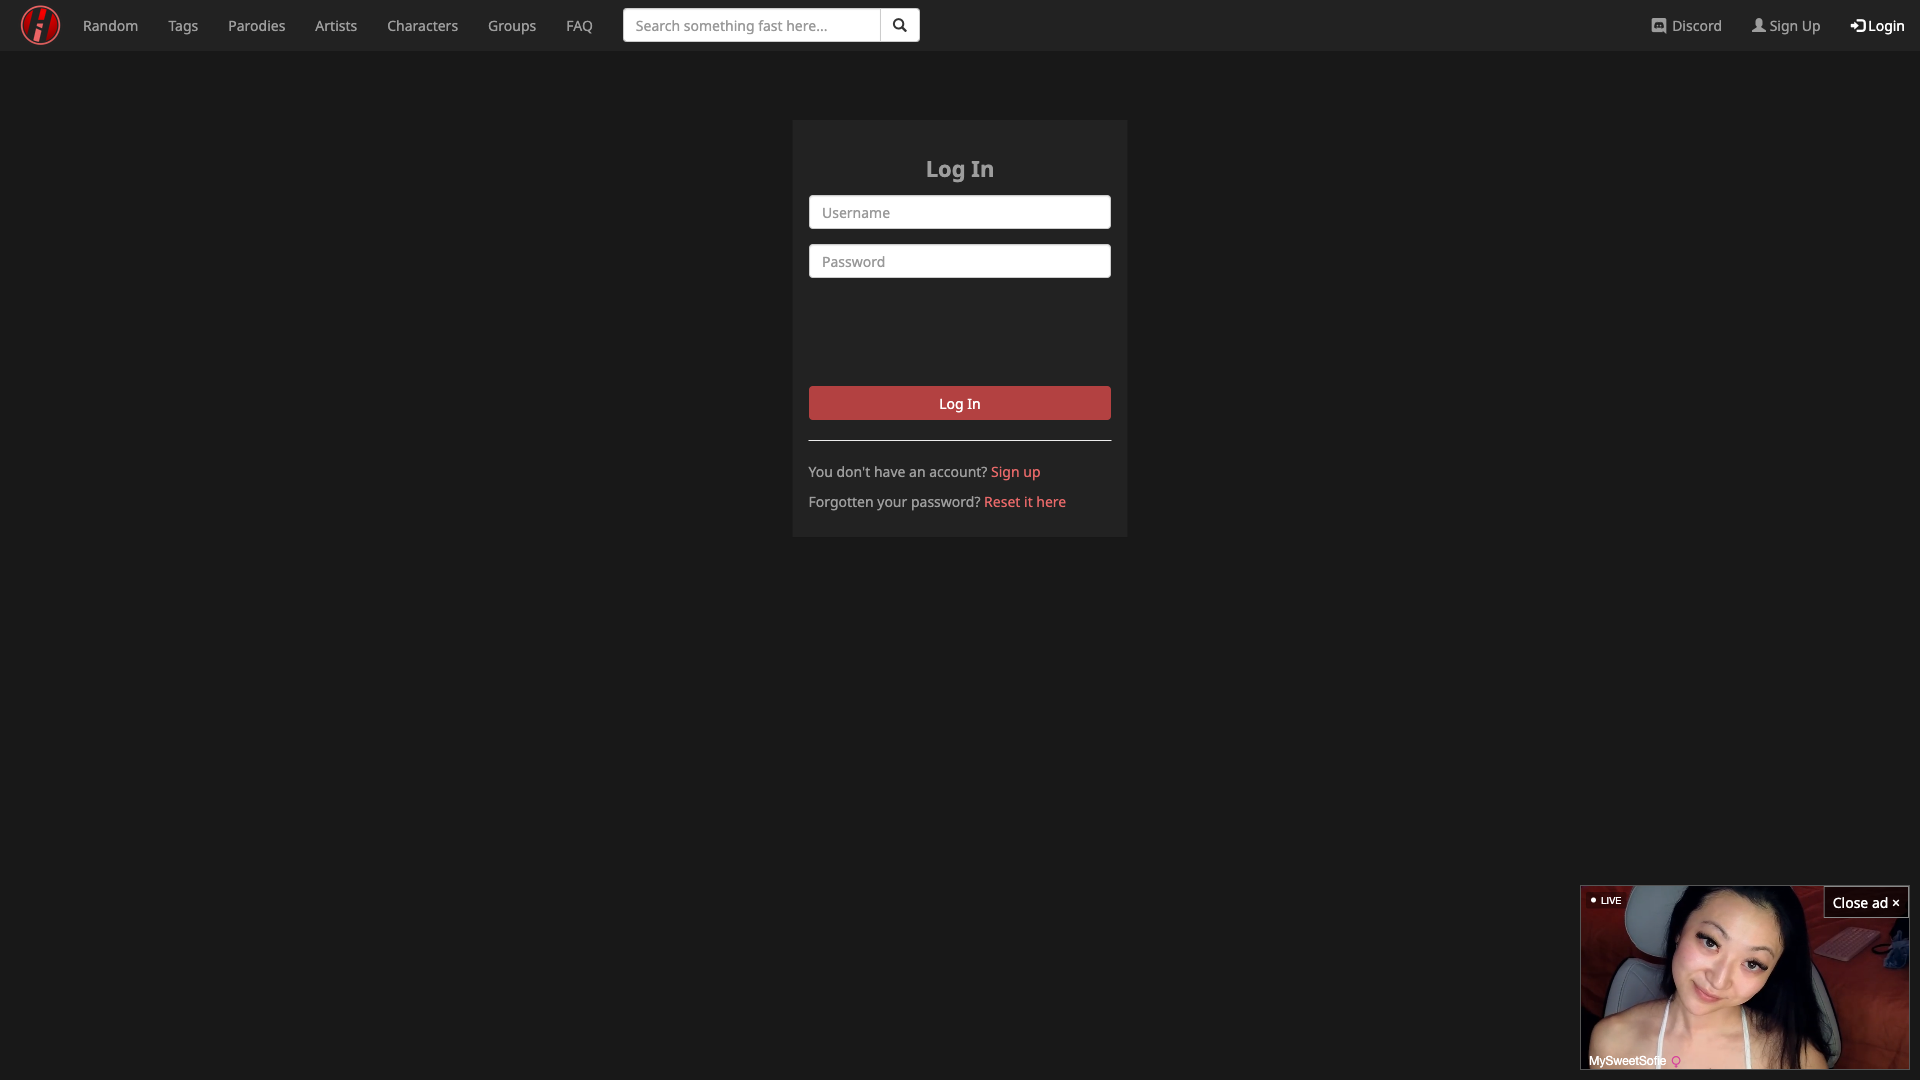 Random Tags Parodies Artists Characters Groups FAQ Search something fast here... Discord Sign Up Login
Log In
Username
Password
Log In
You don't have an account? Sign up
Forgotten your password? Reset it here
LIVE
Close ad ×
MySweetSofie